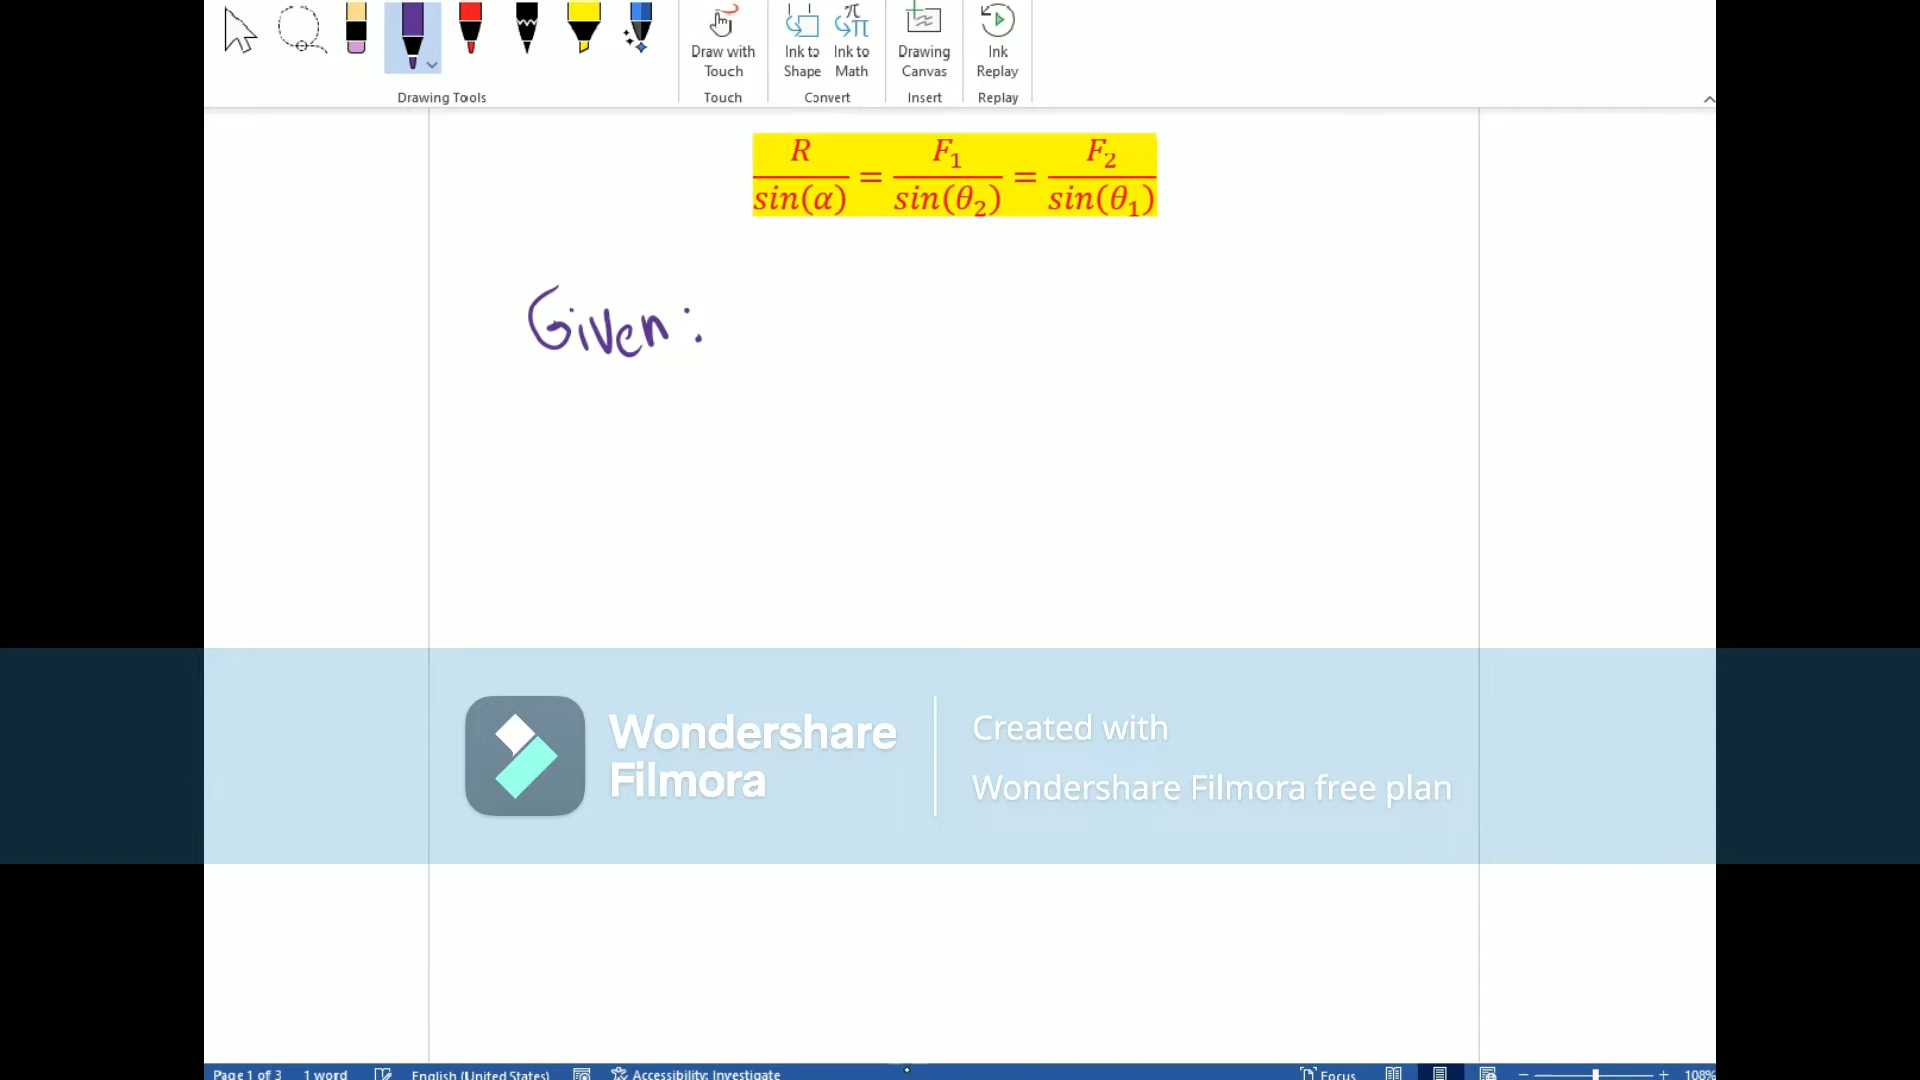 Draw with Touch
Ink to Shape
Ink to Math
Drawing Canvas
Ink Replay
Drawing Tools
Touch
Convert
Insert
Replay
R/sin(α) = F₁/sin(θ₂) = F₂/sin(θ₁)
Given:
Wondershare Filmora
Created with
Wondershare Filmora free plan
Page 1 of 3 1 word English (United States) Accessibility: Investigate Focus 108%